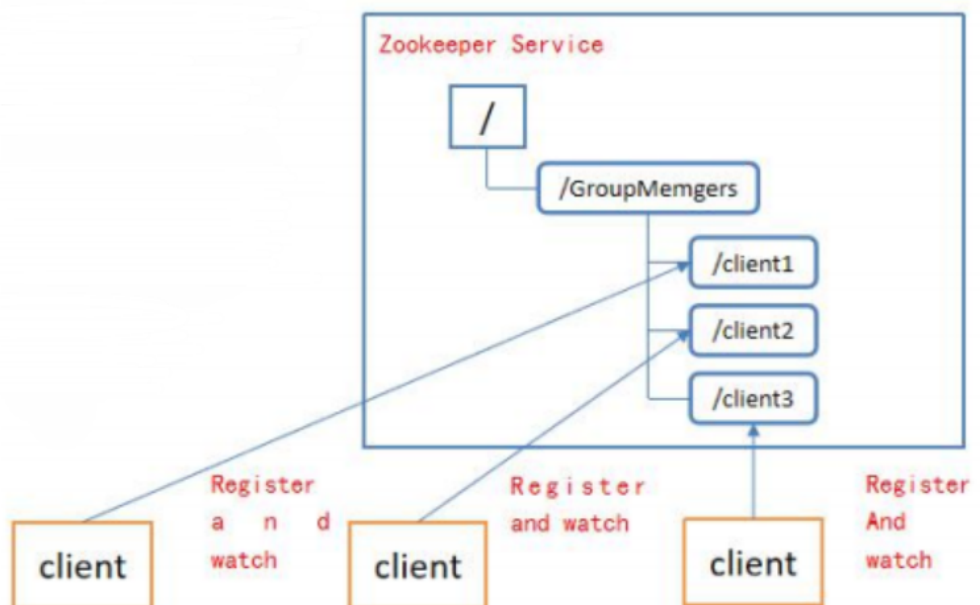 Zookeeper Service
/
/GroupMemgers
/client1
/client2
/client3
Register
a n d
watch
Register
and watch
Register
And
watch
client
client
client